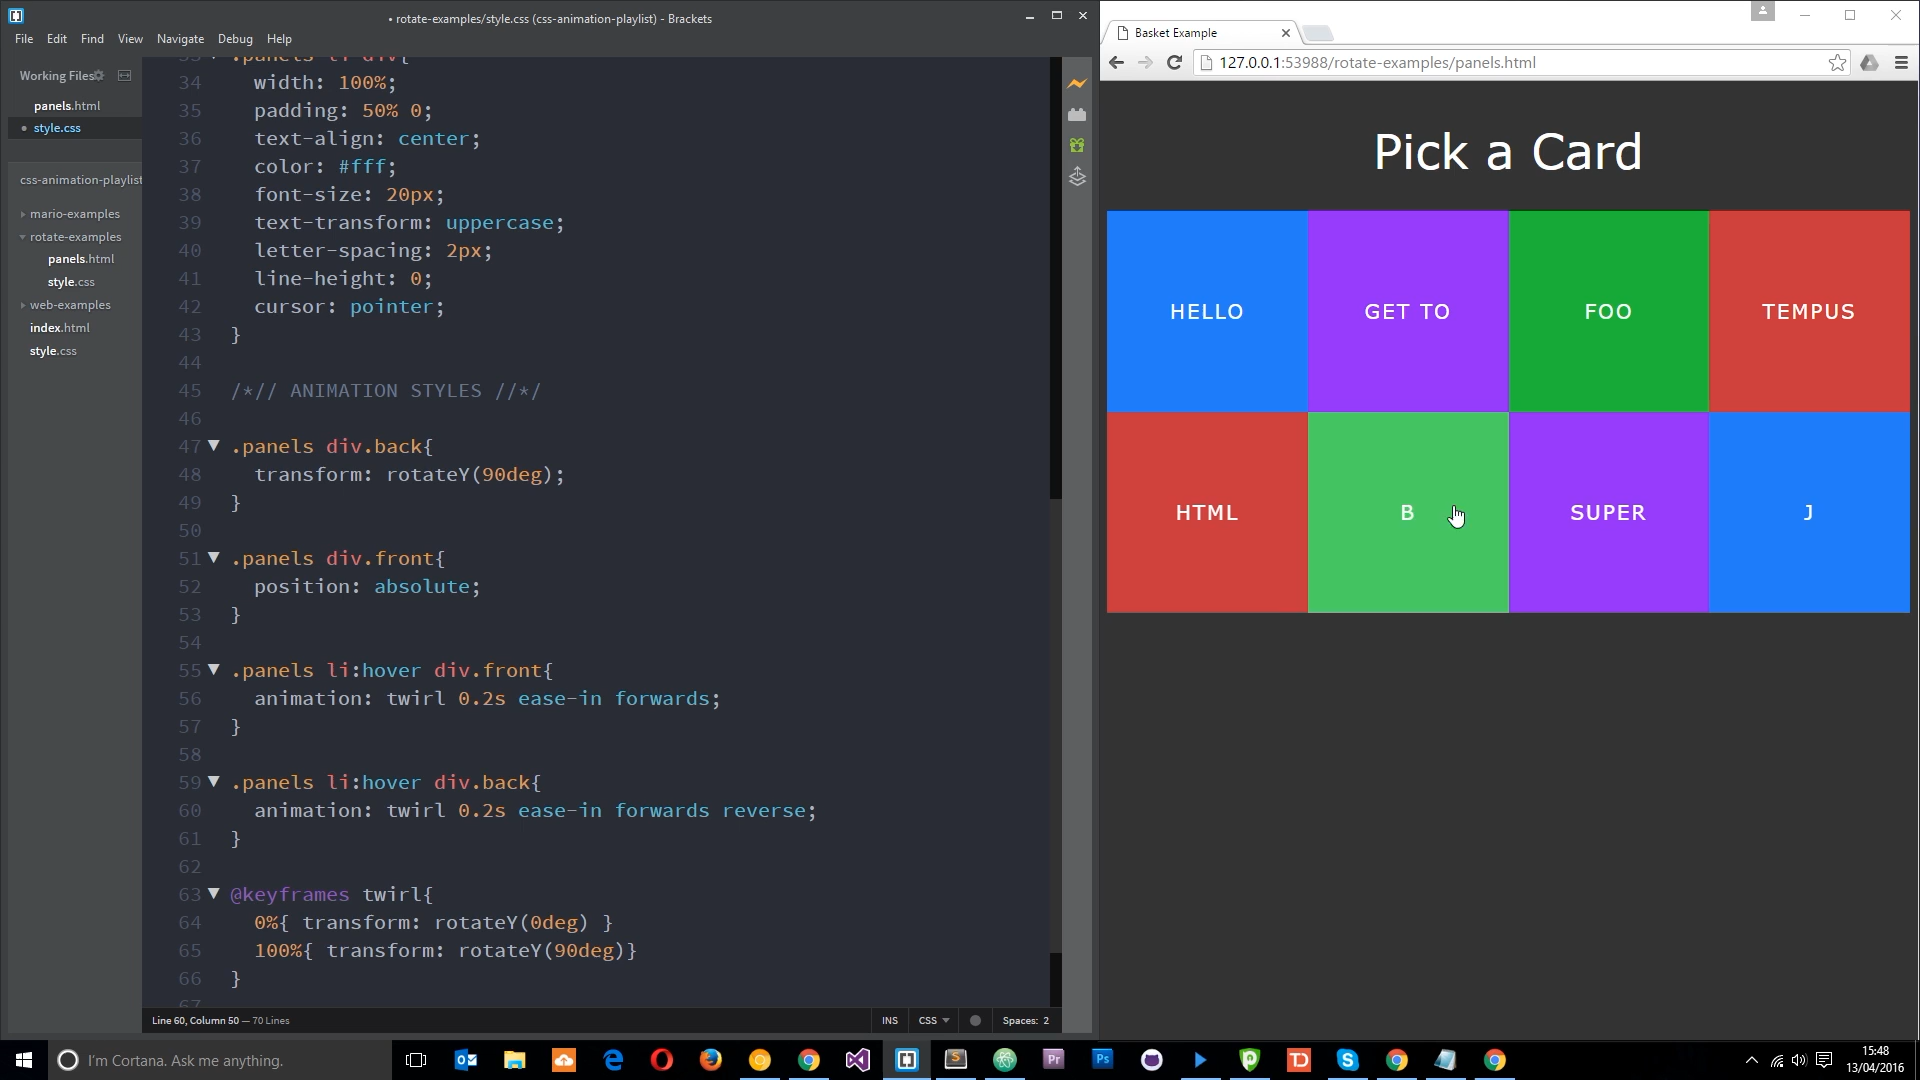 • rotate-examples/style.css (css-animation-playlist) - Brackets
File Edit Find View Navigate Debug Help
Working Files
panels.html
• style.css
css-animation-playlist
mario-examples
rotate-examples
panels.html
style.css
web-examples
index.html
style.css
33 .panels li div{
34 width: 100%;
35 padding: 50% 0;
36 text-align: center;
37 color: #fff;
38 font-size: 20px;
39 text-transform: uppercase;
40 letter-spacing: 2px;
41 line-height: 0;
42 cursor: pointer;
43 }
44
45 /*// ANIMATION STYLES //*/
46
47 .panels div.back{
48 transform: rotateY(90deg);
49 }
50
51 .panels div.front{
52 position: absolute;
53 }
54
55 .panels li:hover div.front{
56 animation: twirl 0.2s ease-in forwards;
57 }
58
59 .panels li:hover div.back{
60 animation: twirl 0.2s ease-in forwards reverse;
61 }
62
63 @keyframes twirl{
64 0%{ transform: rotateY(0deg) }
65 100%{ transform: rotateY(90deg)}
66 }
67
Line 60, Column 50 — 70 Lines
INS CSS Spaces: 2
Basket Example
127.0.0.1:53988/rotate-examples/panels.html
Pick a Card
HELLO GET TO FOO TEMPUS
HTML B SUPER J
I'm Cortana. Ask me anything.
Pr Ps
15:48
13/04/2016